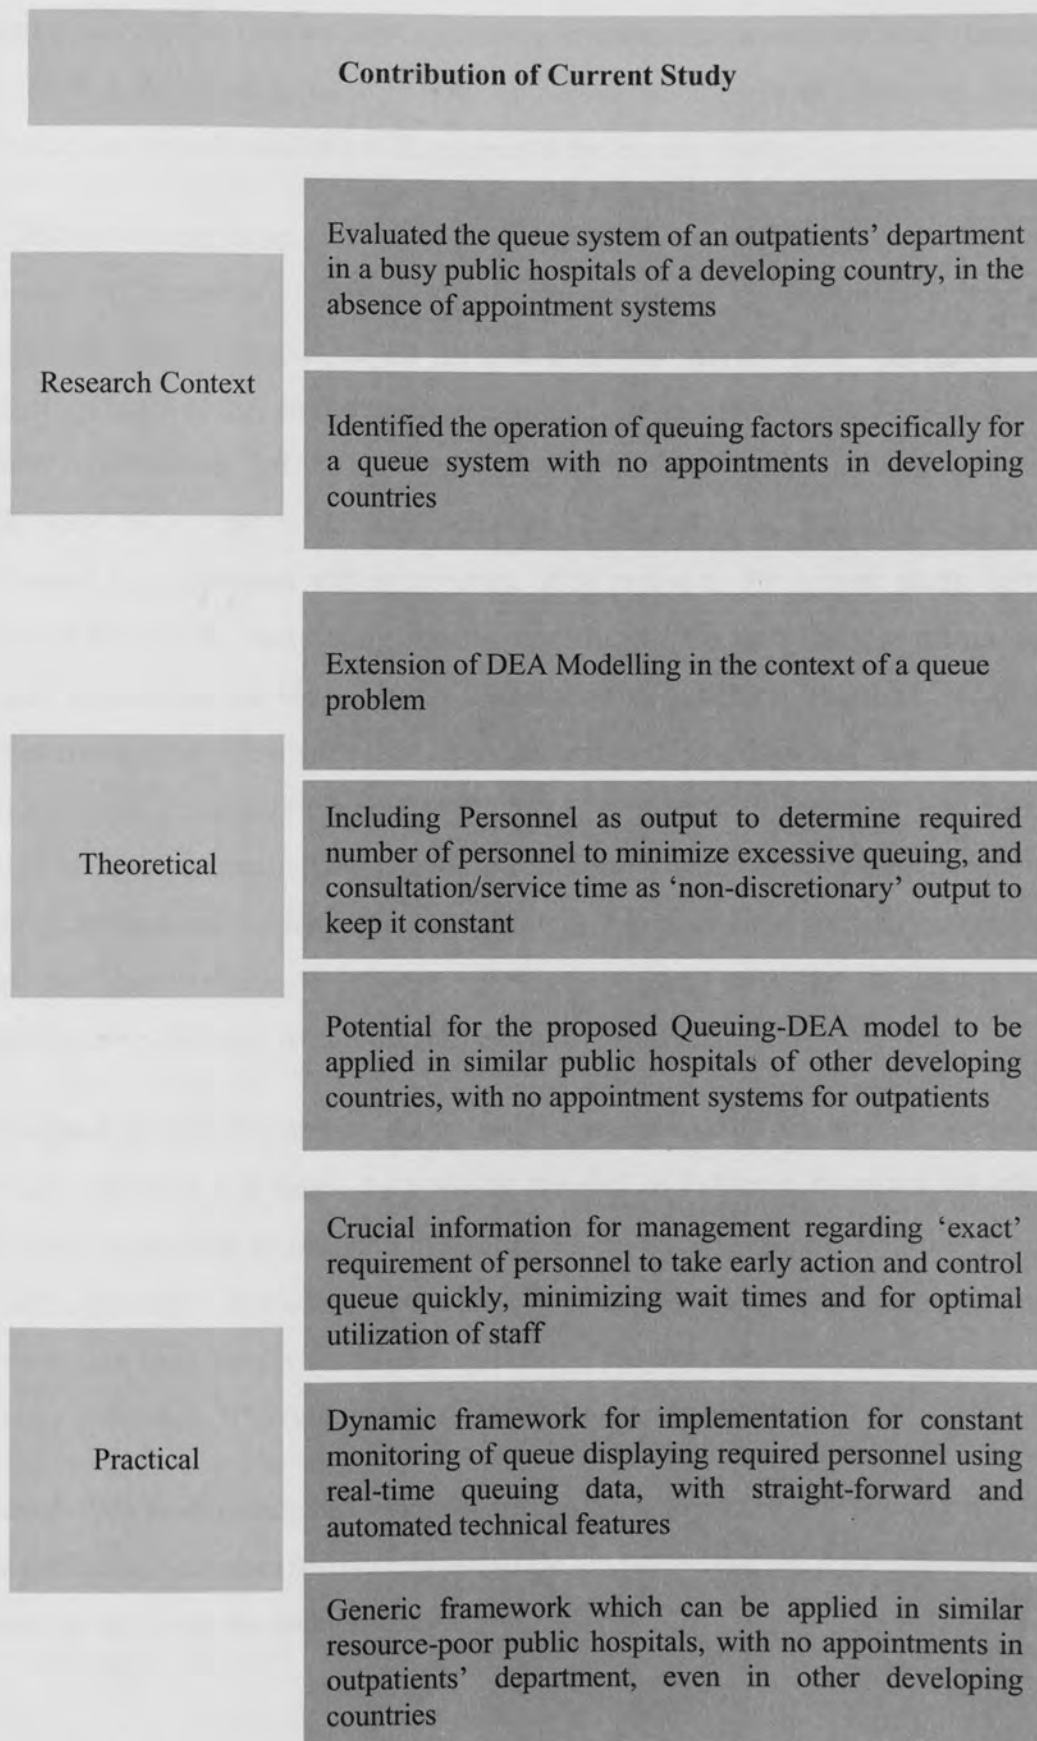 Contribution of Current Study
Research Context
Evaluated the queue system of an outpatients’ department
in a busy public hospitals of a developing country, in the
absence of appointment systems
Identified the operation of queuing factors specifically for
a queue system with no appointments in developing
countries
Theoretical
Extension of DEA Modelling in the context of a queue
problem
Including Personnel as output to determine required
number of personnel to minimize excessive queuing, and
consultation/service time as ‘non-discretionary’ output to
keep it constant
Potential for the proposed Queuing-DEA model to be
applied in similar public hospitals of other developing
countries, with no appointment systems for outpatients
Practical
Crucial information for management regarding ‘exact’
requirement of personnel to take early action and control
queue quickly, minimizing wait times and for optimal
utilization of staff
Dynamic framework for implementation for constant
monitoring of queue displaying required personnel using
real-time queuing data, with straight-forward and
automated technical features
Generic framework which can be applied in similar
resource-poor public hospitals, with no appointments in
outpatients’ department, even in other developing
countries